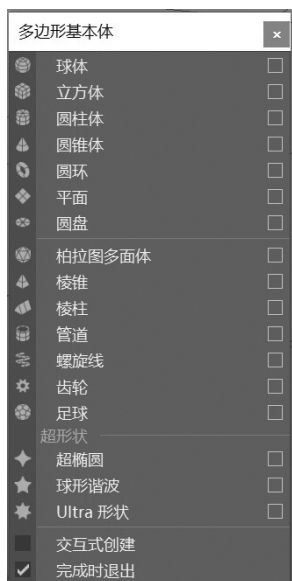 多边形基本体
球体
立方体
圆柱体
圆锥体
圆环
平面
圆盘
柏拉图多面体
棱锥
棱柱
管道
螺旋线
齿轮
足球
超形状
超椭圆
球形谐波
Ultra 形状
交互式创建
完成时退出